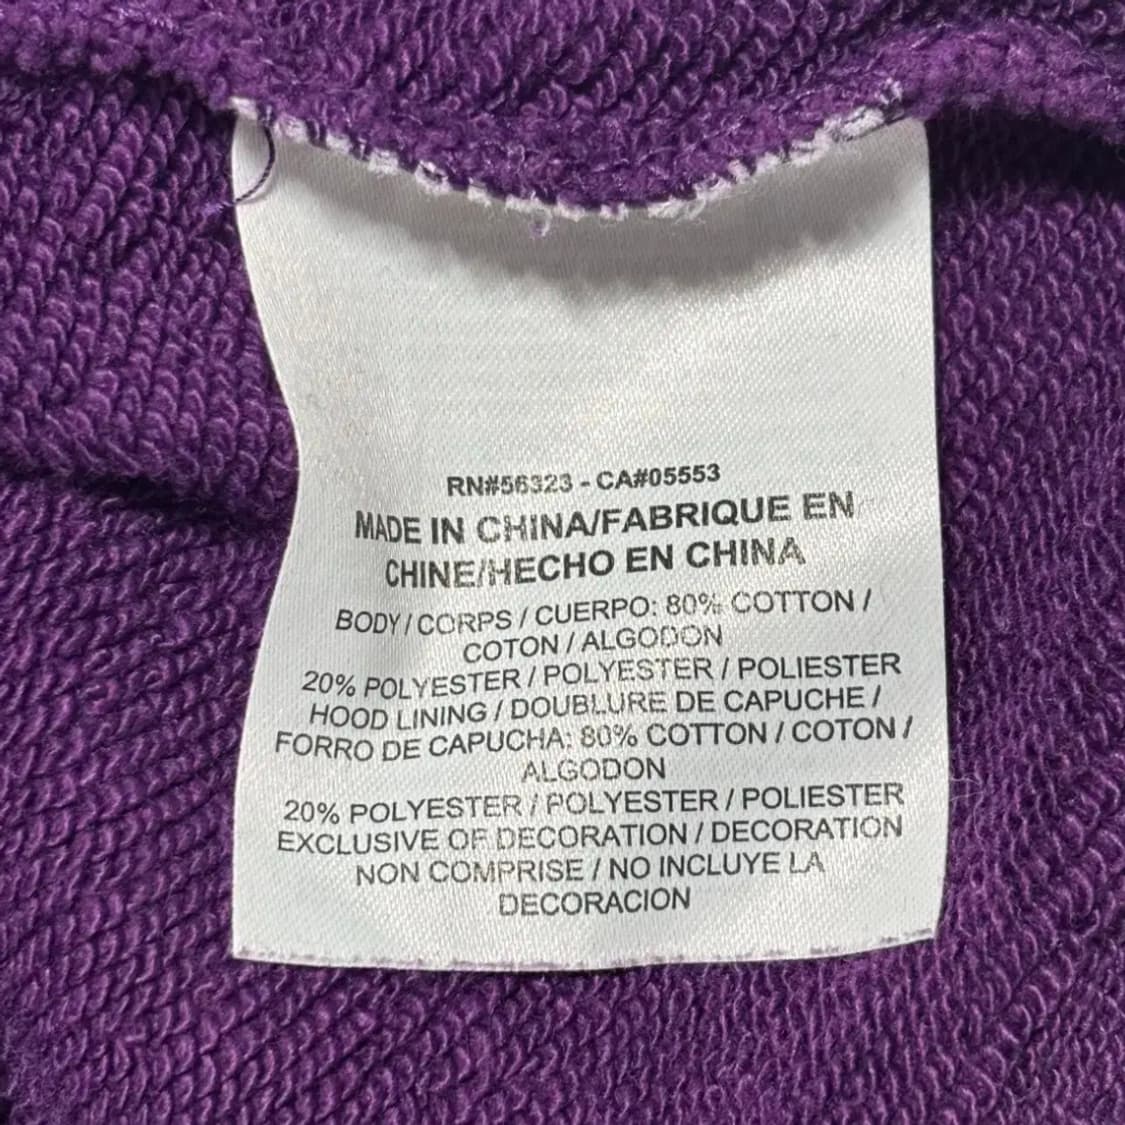 RN#56323 - CA#05553
MADE IN CHINA/FABRIQUE EN
CHINE/HECHO EN CHINA
BODY / CORPS / CUERPO: 80% COTTON /
COTON / ALGODON
20% POLYESTER / POLYESTER / POLIESTER
HOOD LINING / DOUBLURE DE CAPUCHE /
FORRO DE CAPUCHA: 80% COTTON / COTON /
ALGODON
20% POLYESTER / POLYESTER / POLIESTER
EXCLUSIVE OF DECORATION / DECORATION
NON COMPRISE / NO INCLUYE LA
DECORACION